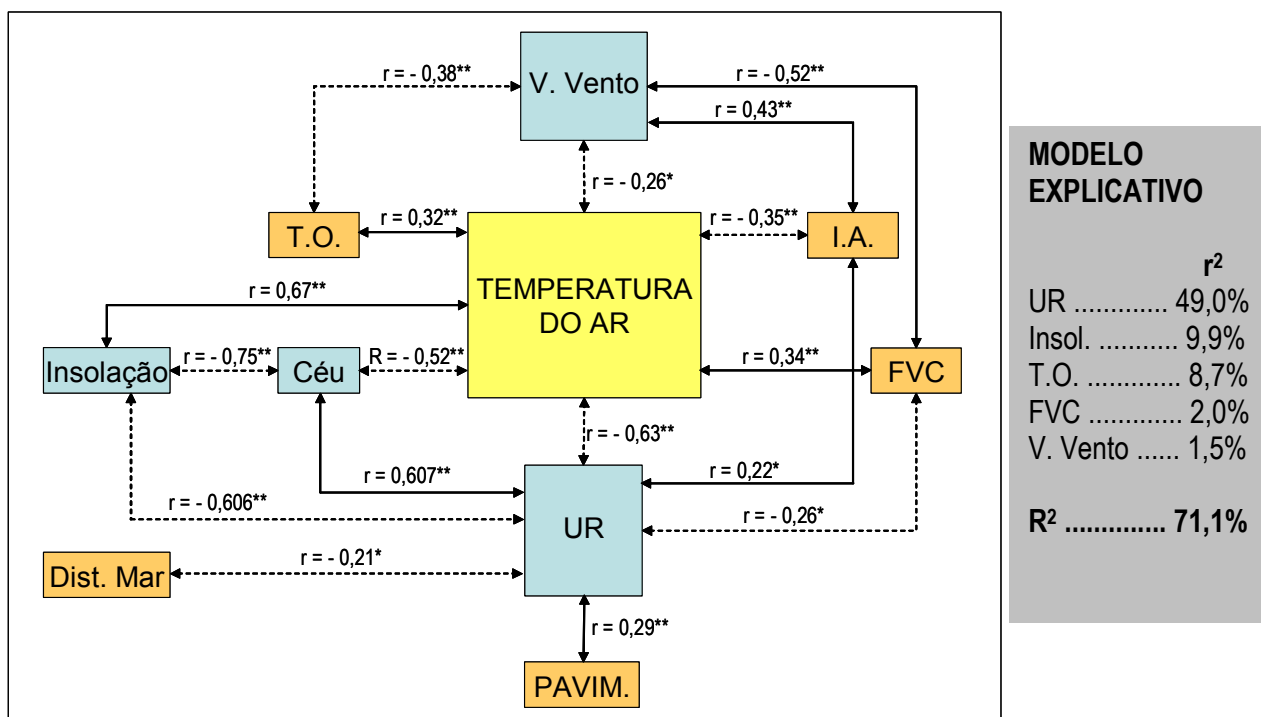 r = - 0,38**
V. Vento
r = - 0,52**
r = 0,43**
r = - 0,26*
T.O.
r = 0,32**
r = - 0,35**
I.A.
TEMPERATURA
DO AR
r = 0,67**
Insolação
r = - 0,75**
Céu
R = - 0,52**
r = 0,34**
FVC
r = - 0,63**
r = 0,607**
r = 0,22*
r = - 0,606**
UR
r = - 0,26*
Dist. Mar
r = - 0,21*
r = 0,29**
PAVIM.
MODELO
EXPLICATIVO
r²
UR ............. 49,0%
Insol. ........... 9,9%
T.O. ............. 8,7%
FVC ............. 2,0%
V. Vento ...... 1,5%
R² .............. 71,1%